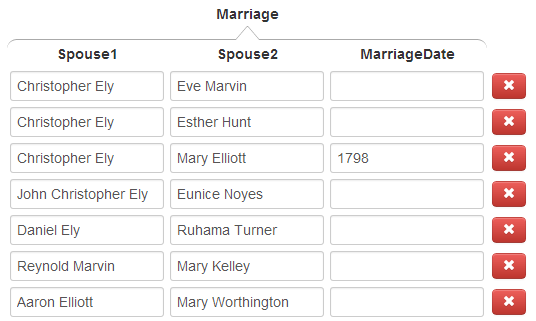 Marriage
Spouse1 Spouse2 MarriageDate
Christopher Ely Eve Marvin
Christopher Ely Esther Hunt
Christopher Ely Mary Elliott 1798
John Christopher Ely Eunice Noyes
Daniel Ely Ruhama Turner
Reynold Marvin Mary Kelley
Aaron Elliott Mary Worthington